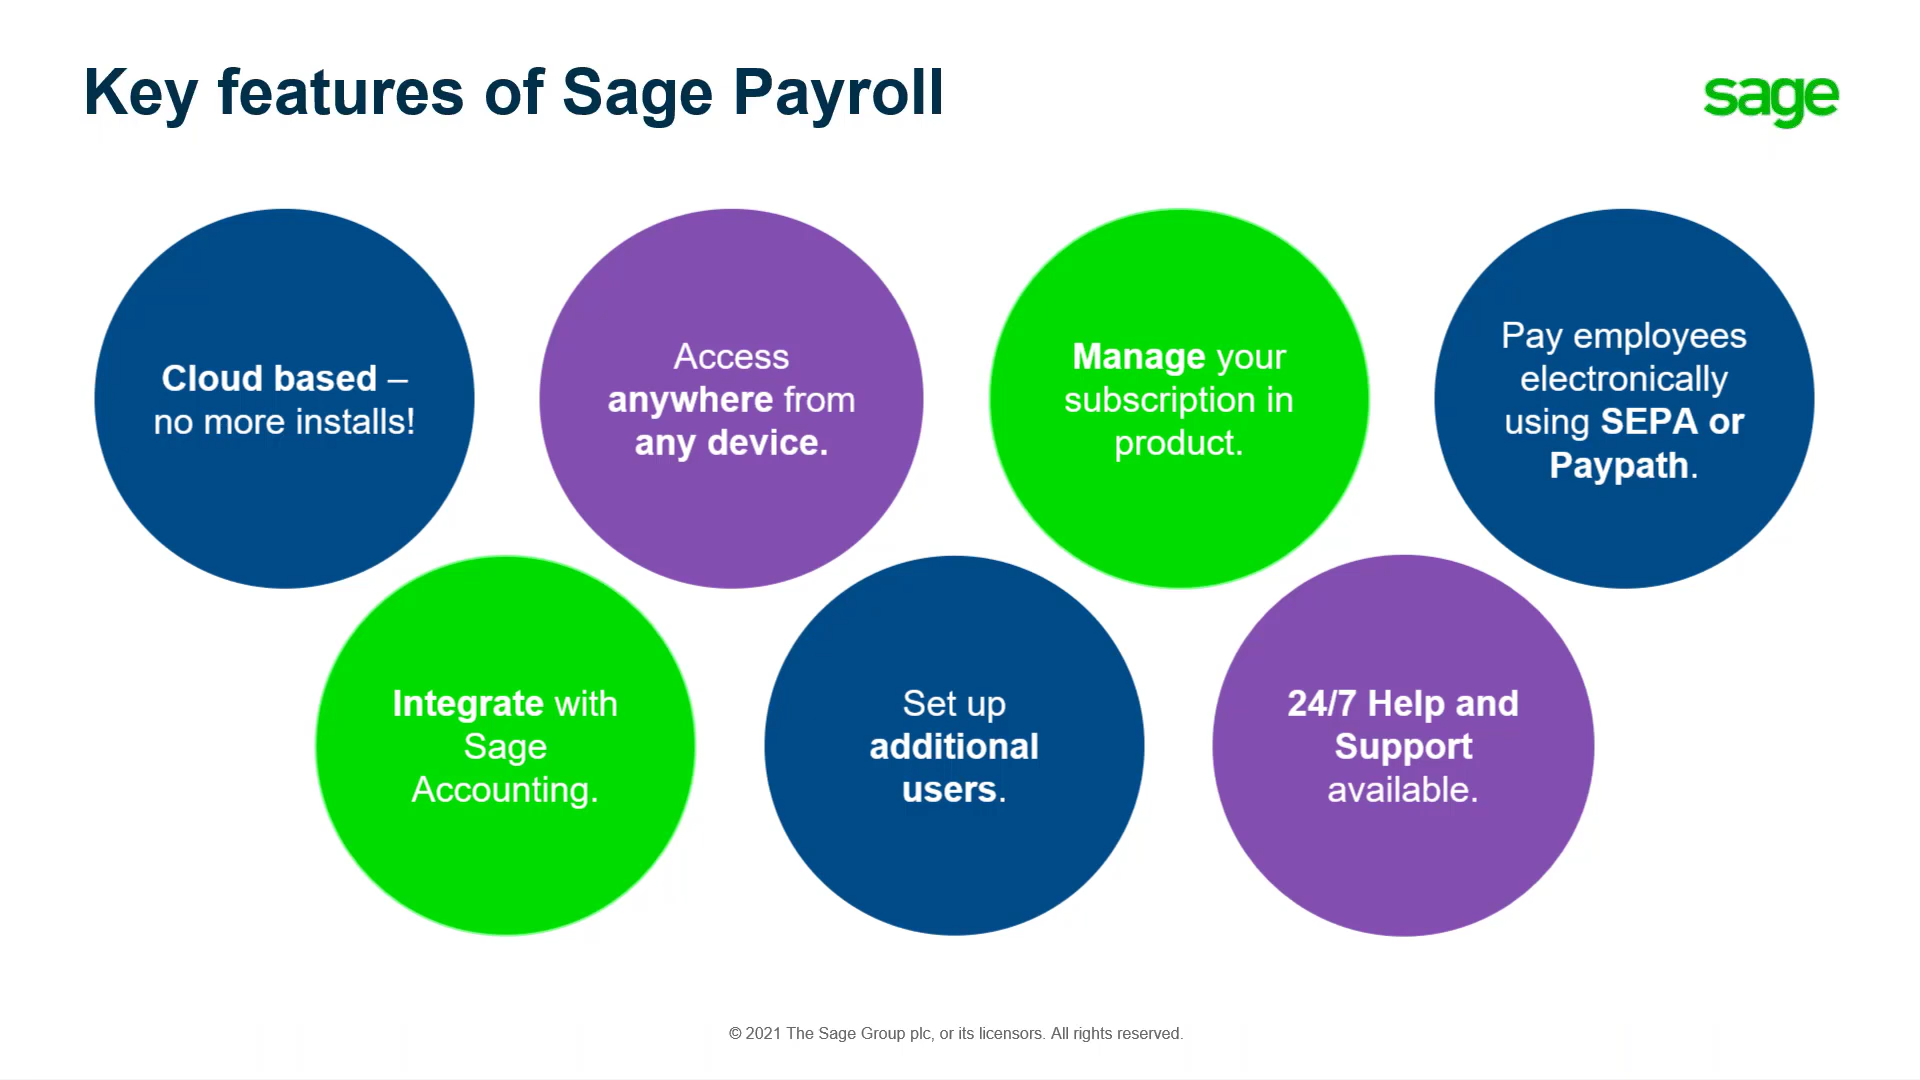 Key features of Sage Payroll
sage
Cloud based –
no more installs!
Access
anywhere from
any device.
Manage your
subscription in
product.
Pay employees
electronically
using SEPA or
Paypath.
Integrate with
Sage
Accounting.
Set up
additional
users.
24/7 Help and
Support
available.
© 2021 The Sage Group plc, or its licensors. All rights reserved.